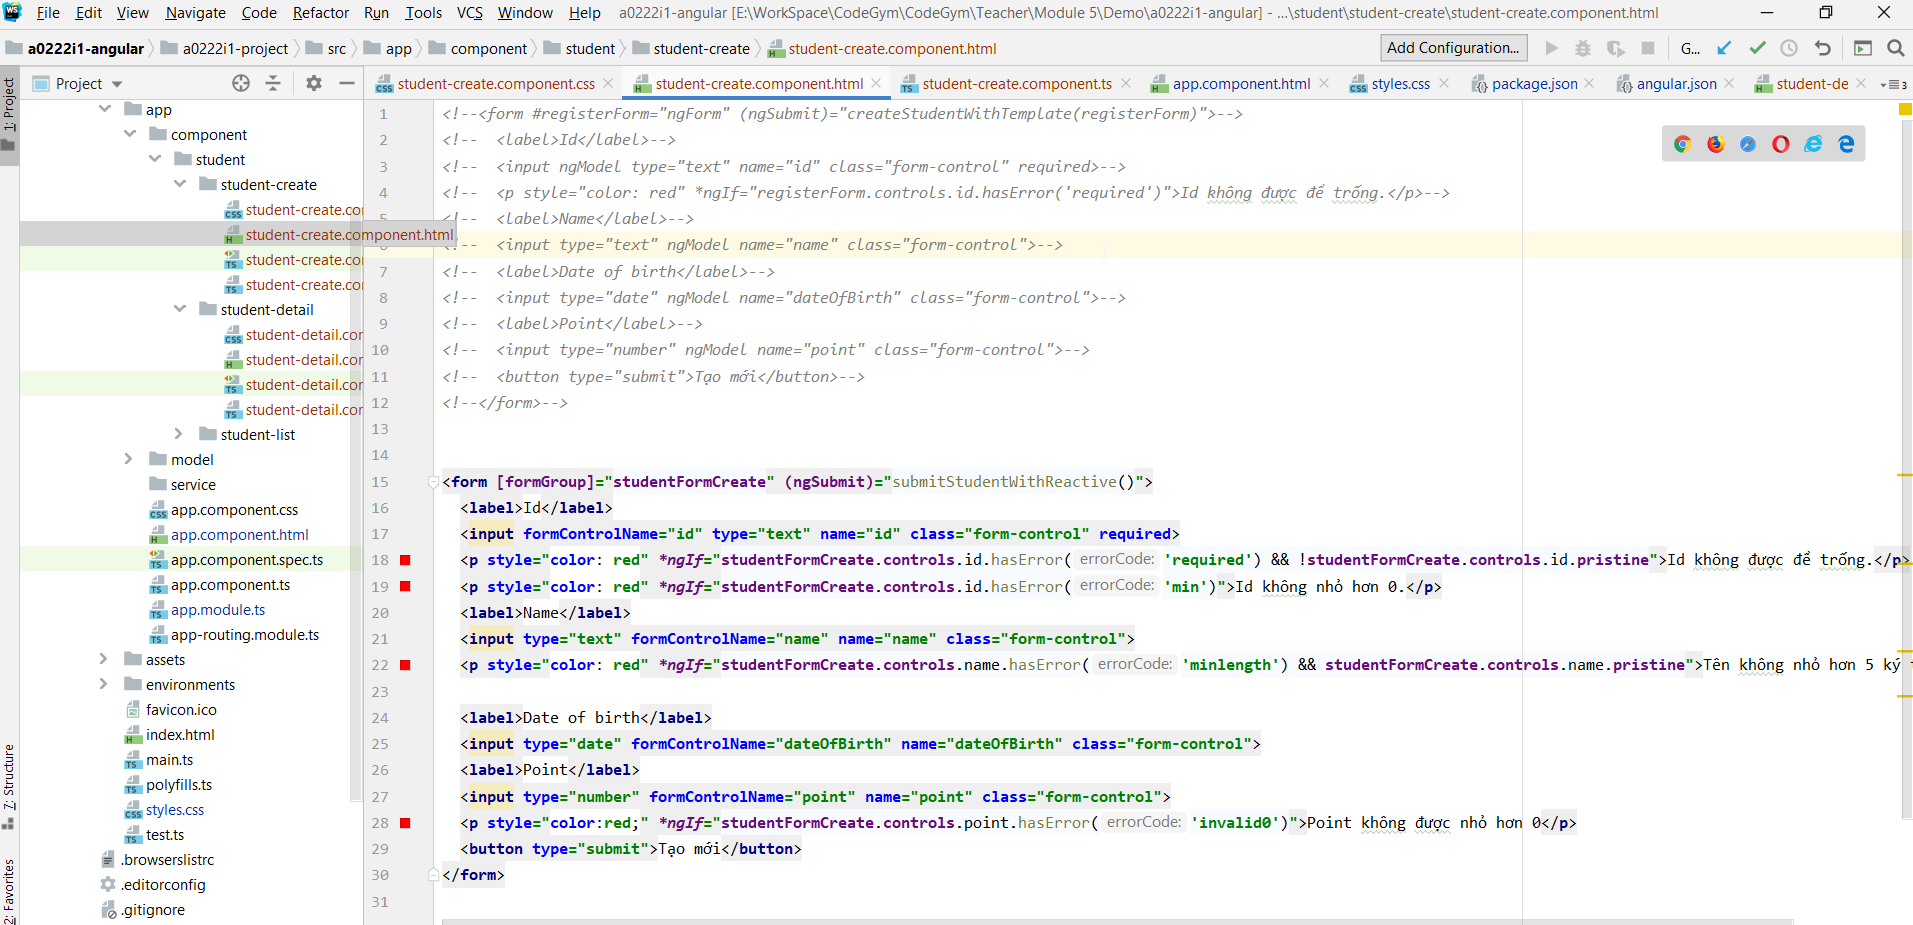 File Edit View Navigate Code Refactor Run Tools VCS Window Help a0222i1-angular [E:\WorkSpace\CodeGym\CodeGym\Teacher\Module 5\Demo\a0222i1-angular] - ...\student\student-create\student-create.component.html
a0222i1-angular a0222i1-project src app component student student-create student-create.component.html Add Configuration... G...
1: Project
Project
student-create.component.css student-create.component.html student-create.component.ts app.component.html styles.css package.json angular.json student-de 3
app
component
student
student-create
student-create.co
student-create.component.html
student-create.co
student-create.co
student-detail
student-detail.co
student-detail.co
student-detail.co
student-detail.co
student-list
model
service
app.component.css
app.component.html
app.component.spec.ts
app.component.ts
app.module.ts
app-routing.module.ts
assets
environments
favicon.ico
index.html
main.ts
polyfills.ts
styles.css
test.ts
.browserslistrc
.editorconfig
.gitignore
7: Structure
2: Favorites
1 <!--<form #registerForm="ngForm" (ngSubmit)="createStudentWithTemplate(registerForm)">-->
2 <!--  <label>Id</label>-->
3 <!--  <input ngModel type="text" name="id" class="form-control" required>-->
4 <!--  <p style="color: red" *ngIf="registerForm.controls.id.hasError('required')">Id không được để trống.</p>-->
5 <!--  <label>Name</label>-->
6 <!--  <input type="text" ngModel name="name" class="form-control">-->
7 <!--  <label>Date of birth</label>-->
8 <!--  <input type="date" ngModel name="dateOfBirth" class="form-control">-->
9 <!--  <label>Point</label>-->
10 <!--  <input type="number" ngModel name="point" class="form-control">-->
11 <!--  <button type="submit">Tạo mới</button>-->
12 <!--</form>-->
13
14
15 <form [formGroup]="studentFormCreate" (ngSubmit)="submitStudentWithReactive()">
16   <label>Id</label>
17   <input formControlName="id" type="text" name="id" class="form-control" required>
18   <p style="color: red" *ngIf="studentFormCreate.controls.id.hasError( errorCode: 'required') && !studentFormCreate.controls.id.pristine">Id không được để trống.</p>
19   <p style="color: red" *ngIf="studentFormCreate.controls.id.hasError( errorCode: 'min')">Id không nhỏ hơn 0.</p>
20   <label>Name</label>
21   <input type="text" formControlName="name" name="name" class="form-control">
22   <p style="color: red" *ngIf="studentFormCreate.controls.name.hasError( errorCode: 'minlength') && studentFormCreate.controls.name.pristine">Tên không nhỏ hơn 5 ký
23
24   <label>Date of birth</label>
25   <input type="date" formControlName="dateOfBirth" name="dateOfBirth" class="form-control">
26   <label>Point</label>
27   <input type="number" formControlName="point" name="point" class="form-control">
28   <p style="color:red;" *ngIf="studentFormCreate.controls.point.hasError( errorCode: 'invalid0')">Point không được nhỏ hơn 0</p>
29   <button type="submit">Tạo mới</button>
30 </form>
31